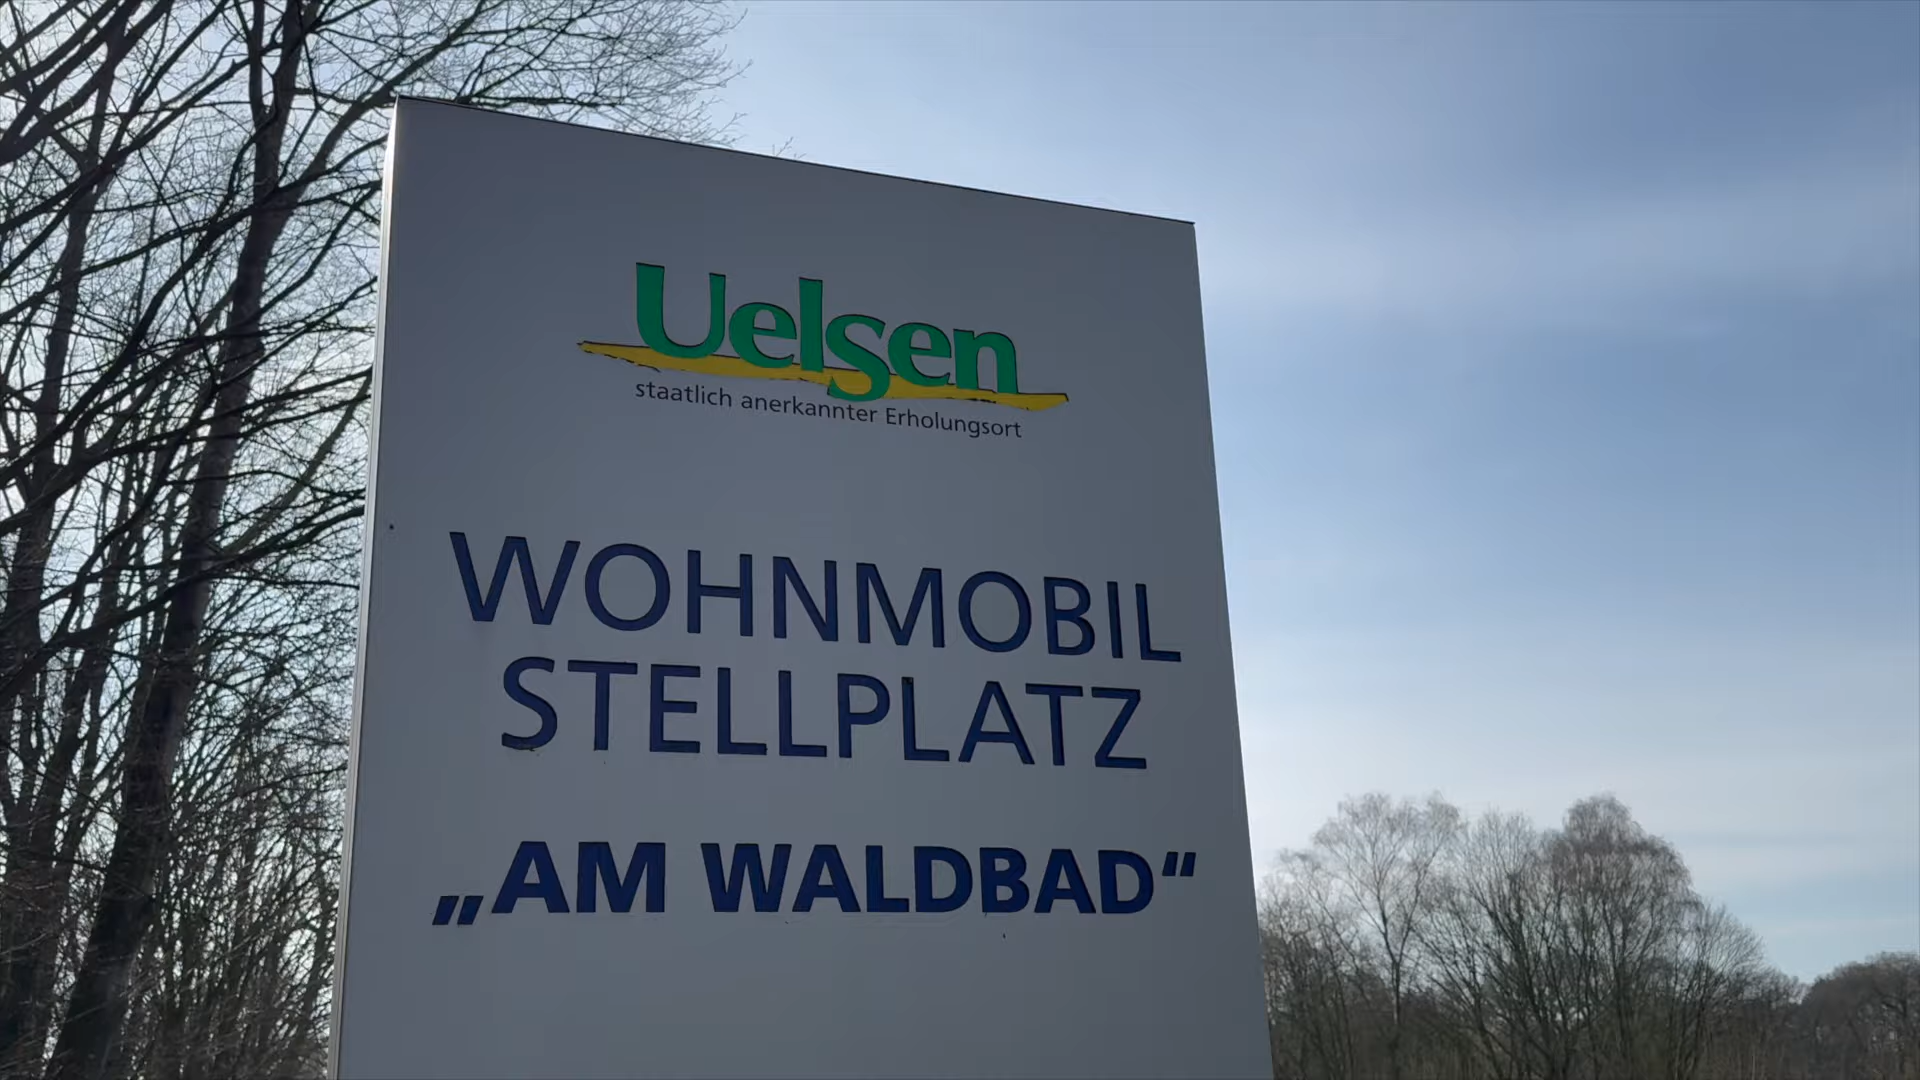 Uelsen
staatlich anerkannter Erholungsort
WOHNMOBIL
STELLPLATZ
„AM WALDBAD“